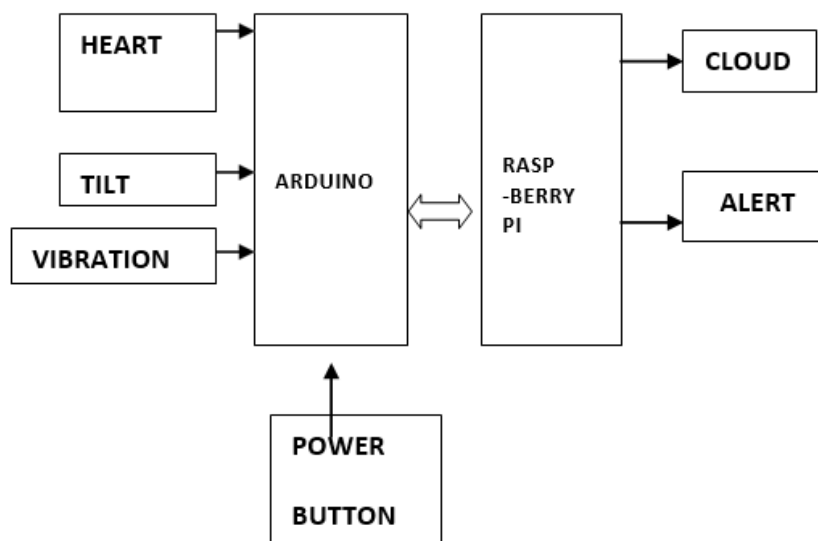 HEART
TILT
VIBRATION
ARDUINO
RASP
-BERRY
PI
CLOUD
ALERT
POWER
BUTTON